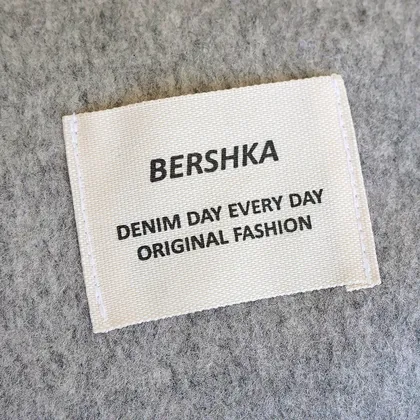 BERSHKA
DENIM DAY EVERY DAY
ORIGINAL FASHION